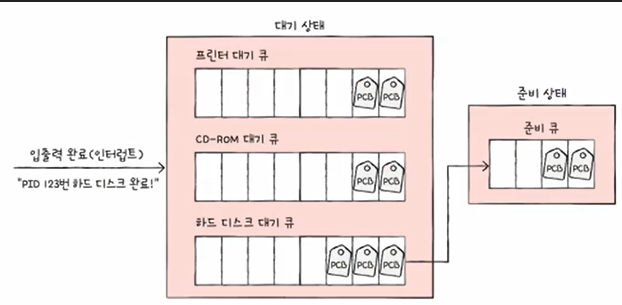 대기 상태
프린터 대기 큐
PCB PCB
CD-ROM 대기 큐
PCB PCB
하드 디스크 대기 큐
PCB PCB PCB
입출력 완료(인터럽트)
"PID 123번 하드 디스크 완료!"
준비 상태
준비 큐
PCB PCB